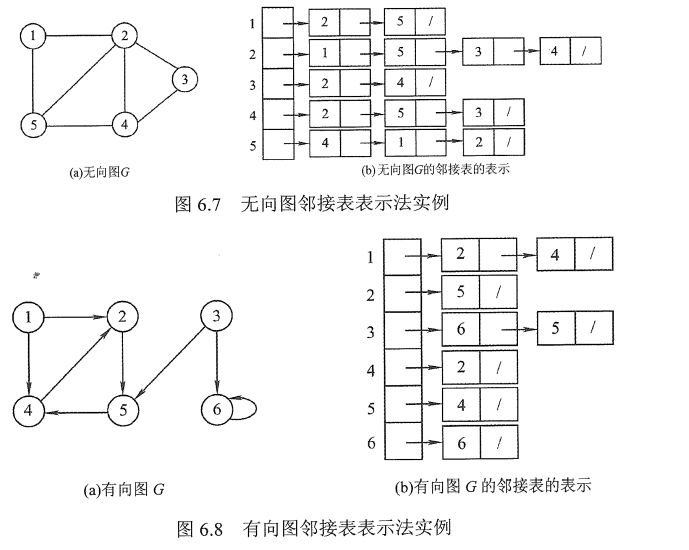 1 2 1 2 5 /
2 1 5 3 4 /
3 3 2 4 /
5 4 4 2 5 3 /
5 4 1 2 /
(a)无向图G (b)无向图G的邻接表的表示
图 6.7 无向图邻接表表示法实例
1 2 4 /
1 2 3 2 5 /
3 6 5 /
4 2 /
4 5 6 5 4 /
6 6 /
(a)有向图 G (b)有向图 G 的邻接表的表示
图 6.8 有向图邻接表表示法实例